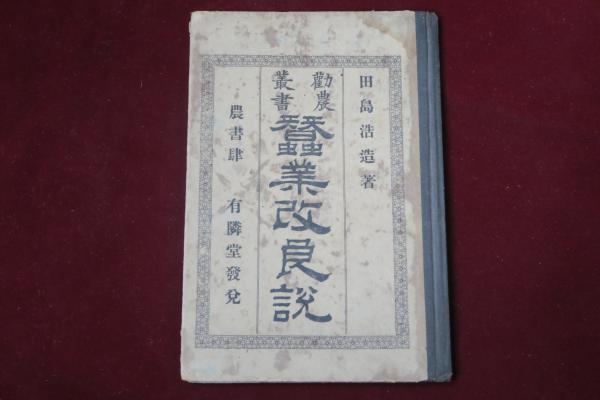 田島浩造著
勸農叢書
蠶業改良說
農書肆 有隣堂發兌